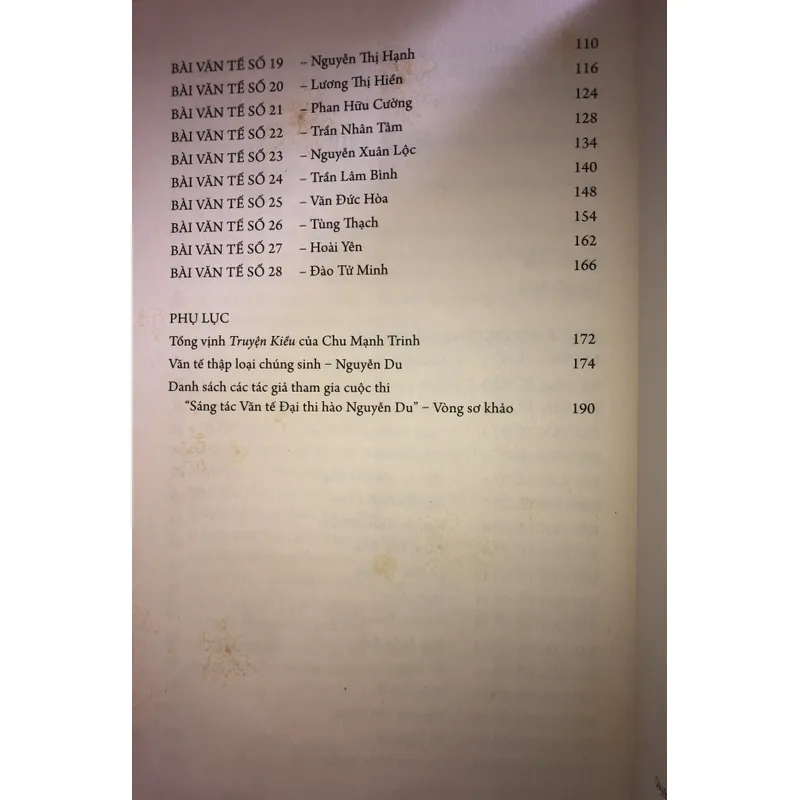 BÀI VĂN TẾ SỐ 19 – Nguyễn Thị Hạnh 110
BÀI VĂN TẾ SỐ 20 – Lương Thị Hiền 116
BÀI VĂN TẾ SỐ 21 – Phan Hữu Cường 124
BÀI VĂN TẾ SỐ 22 – Trần Nhân Tâm 128
BÀI VĂN TẾ SỐ 23 – Nguyễn Xuân Lộc 134
BÀI VĂN TẾ SỐ 24 – Trần Lâm Bình 140
BÀI VĂN TẾ SỐ 25 – Văn Đức Hòa 148
BÀI VĂN TẾ SỐ 26 – Tùng Thạch 154
BÀI VĂN TẾ SỐ 27 – Hoài Yên 162
BÀI VĂN TẾ SỐ 28 – Đào Tử Minh 166
PHỤ LỤC
Tổng vịnh Truyện Kiều của Chu Mạnh Trinh 172
Văn tế thập loại chúng sinh – Nguyễn Du 174
Danh sách các tác giả tham gia cuộc thi
“Sáng tác Văn tế Đại thi hào Nguyễn Du” – Vòng sơ khảo 190